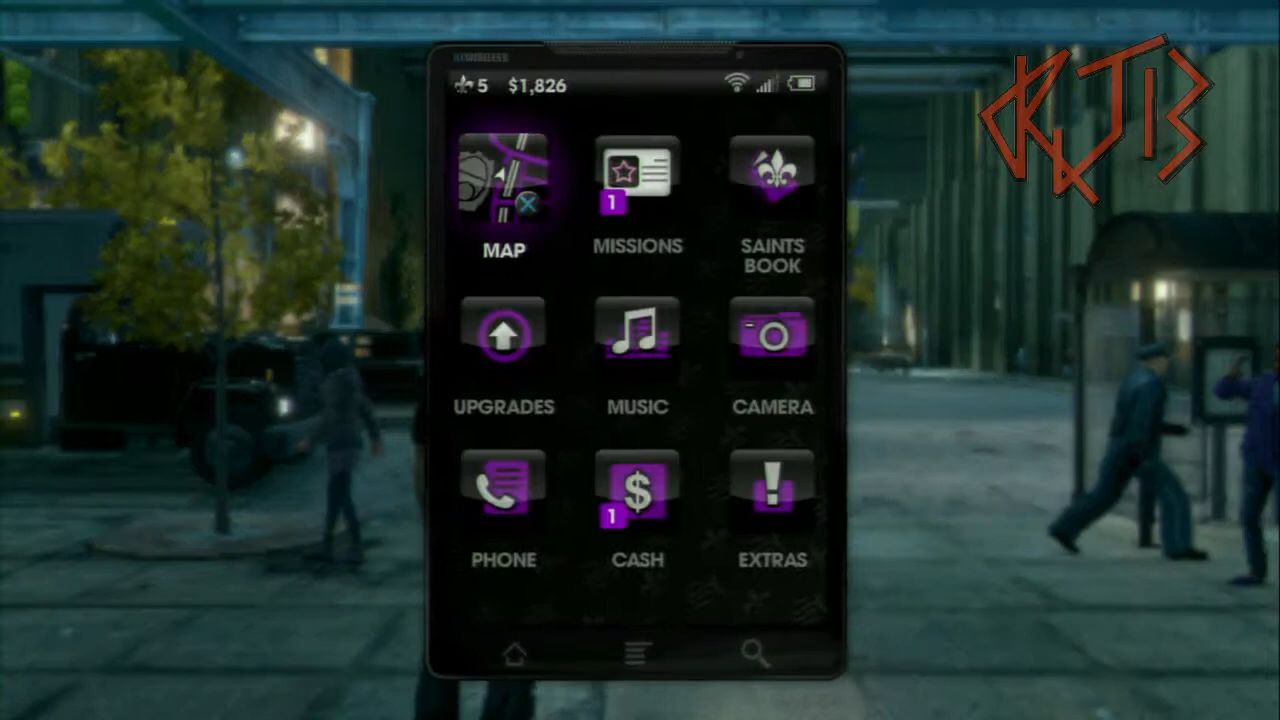 5 $1,826
MAP
MISSIONS
1
SAINTS
BOOK
UPGRADES
MUSIC
CAMERA
PHONE
CASH
1
EXTRAS